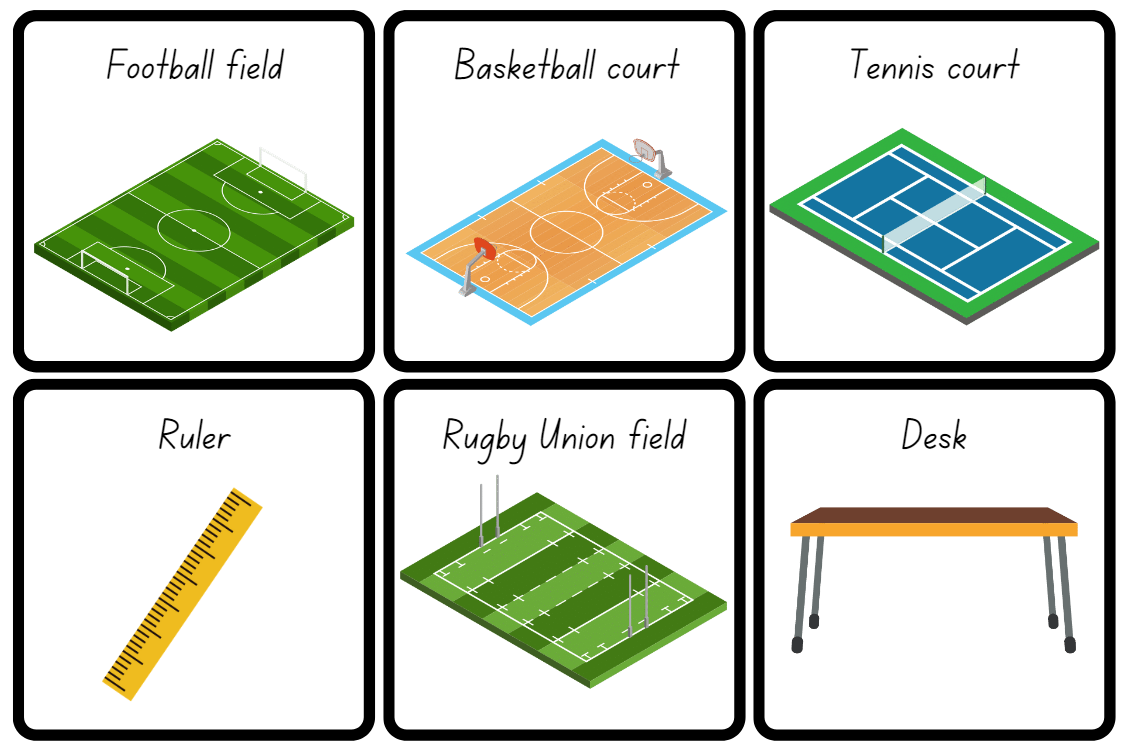 Football field
Basketball court
Tennis court
Ruler
Rugby Union field
Desk